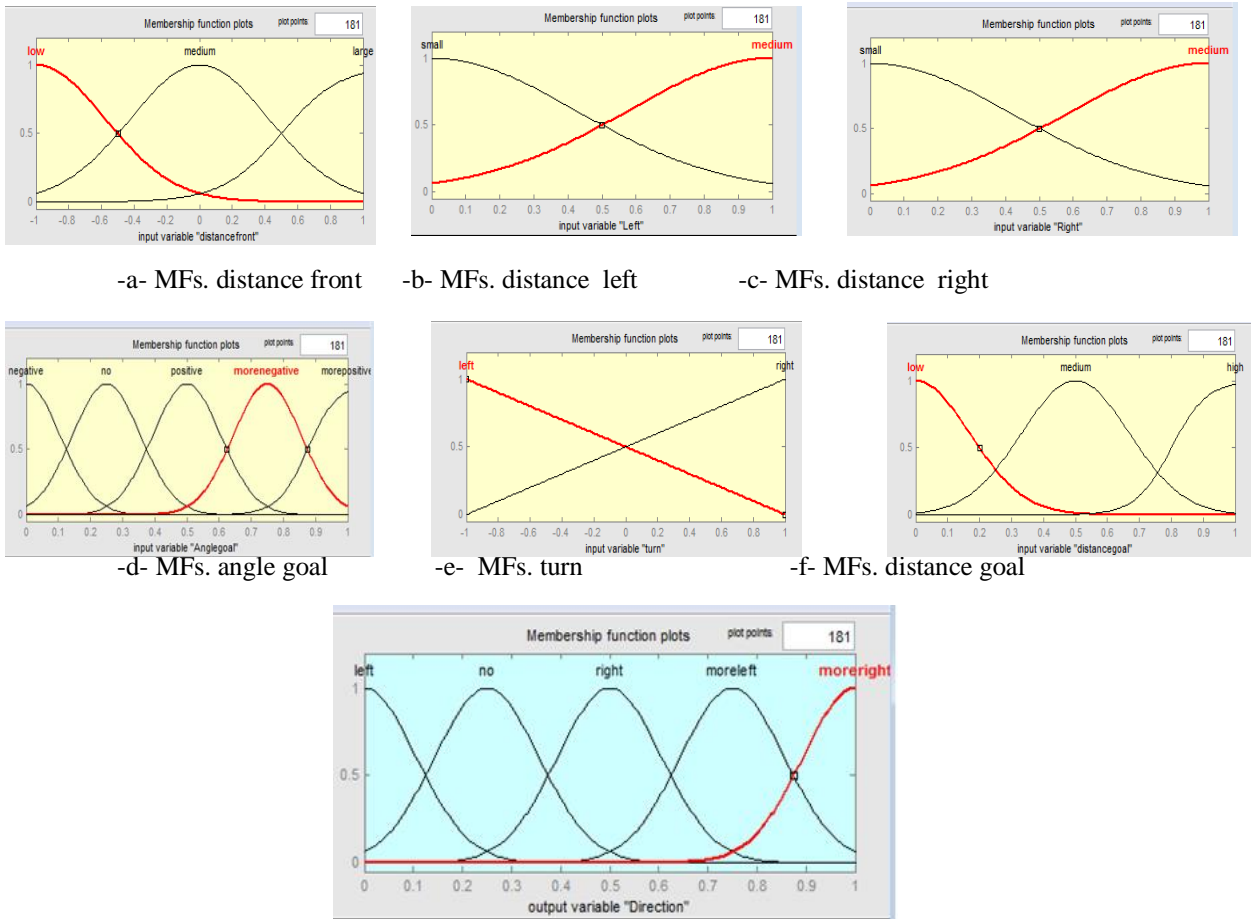 Membership function plots plot points: 181
low medium large
1
0.5
0
-1 -0.8 -0.6 -0.4 -0.2 0 0.2 0.4 0.6 0.8 1
input variable "distancefront"
Membership function plots plot points: 181
small medium
1
0.5
0
0 0.1 0.2 0.3 0.4 0.5 0.6 0.7 0.8 0.9 1
input variable "Left"
Membership function plots plot points: 181
small medium
1
0.5
0
0 0.1 0.2 0.3 0.4 0.5 0.6 0.7 0.8 0.9 1
input variable "Right"
-a- MFs. distance front -b- MFs. distance left -c- MFs. distance right
Membership function plots plot points: 181
negative no positive morenegative morepositive
1
0.5
0
0 0.1 0.2 0.3 0.4 0.5 0.6 0.7 0.8 0.9 1
input variable "Anglegoal"
Membership function plots plot points: 181
left right
1
0.5
0
-1 -0.8 -0.6 -0.4 -0.2 0 0.2 0.4 0.6 0.8 1
input variable "turn"
Membership function plots plot points: 181
low medium high
1
0.5
0
0 0.1 0.2 0.3 0.4 0.5 0.6 0.7 0.8 0.9 1
input variable "distancegoal"
-d- MFs. angle goal -e- MFs. turn -f- MFs. distance goal
Membership function plots plot points: 181
left no right moreleft moreright
1
0.5
0
0 0.1 0.2 0.3 0.4 0.5 0.6 0.7 0.8 0.9 1
output variable "Direction"